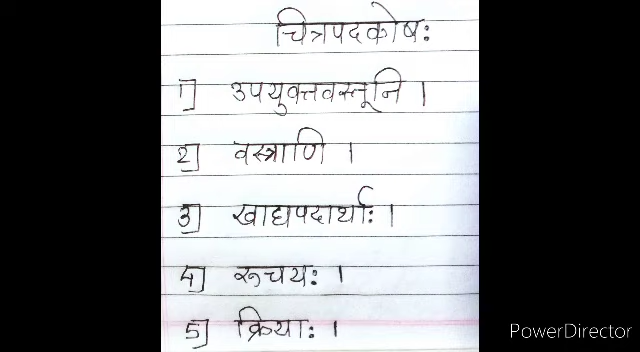 चित्रपदकोषः
1] उपयुक्तवस्तूनि ।
2] वस्त्राणि ।
3] खाद्यपदार्थाः ।
4] रूचयः ।
5] क्रियाः ।
PowerDirector